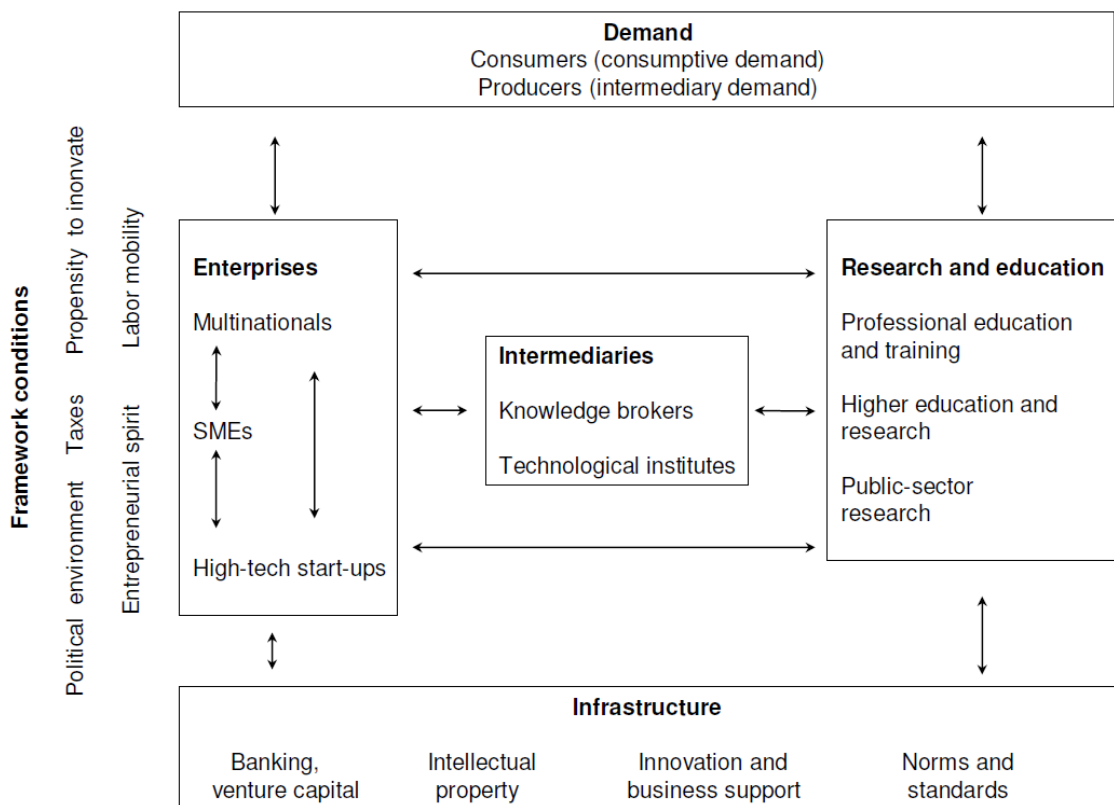 Demand
Consumers (consumptive demand)
Producers (intermediary demand)
Framework conditions
Political environment Taxes Propensity to inonvate
Entrepreneurial spirit Labor mobility
Enterprises
Multinationals
SMEs
High-tech start-ups
Intermediaries
Knowledge brokers
Technological institutes
Research and education
Professional education
and training
Higher education and
research
Public-sector
research
Infrastructure
Banking,
venture capital
Intellectual
property
Innovation and
business support
Norms and
standards